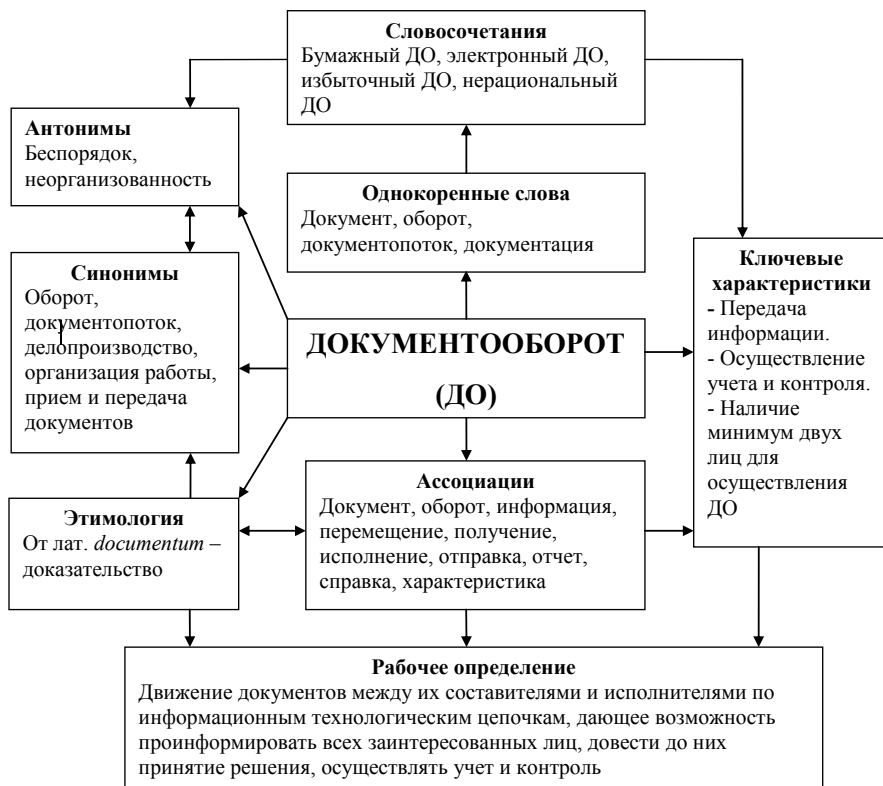 Словосочетания
Бумажный ДО, электронный ДО,
избыточный ДО, нерациональный
ДО
Антонимы
Беспорядок,
неорганизованность
Однокоренные слова
Документ, оборот,
документопоток, документация
Синонимы
Оборот,
документопоток,
делопроизводство,
организация работы,
прием и передача
документов
ДОКУМЕНТООБОРОТ
(ДО)
Ключевые
характеристики
- Передача
информации.
- Осуществление
учета и контроля.
- Наличие
минимум двух
лиц для
осуществления
ДО
Этимология
От лат. documentum –
доказательство
Ассоциации
Документ, оборот, информация,
перемещение, получение,
исполнение, отправка, отчет,
справка, характеристика
Рабочее определение
Движение документов между их составителями и исполнителями по
информационным технологическим цепочкам, дающее возможность
проинформировать всех заинтересованных лиц, довести до них
принятие решения, осуществлять учет и контроль